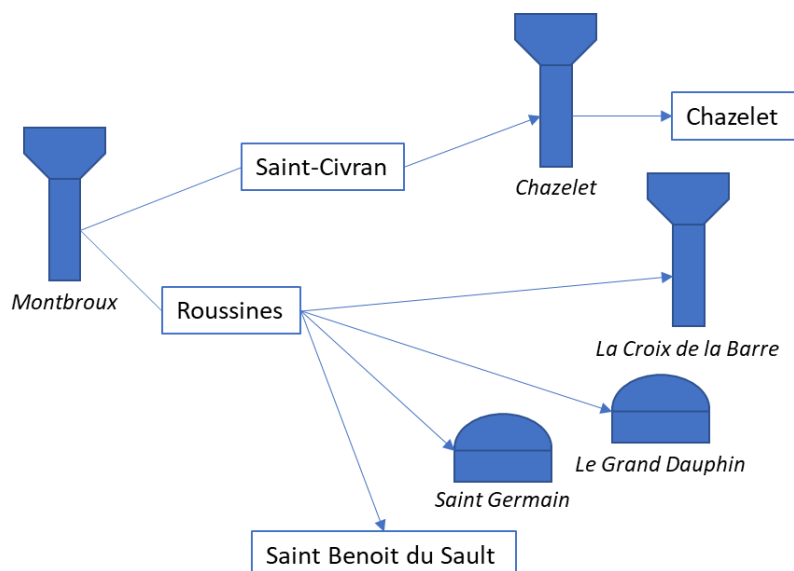 Chazelet
Saint-Civran
Chazelet
Montbroux
Roussines
La Croix de la Barre
Le Grand Dauphin
Saint Germain
Saint Benoit du Sault